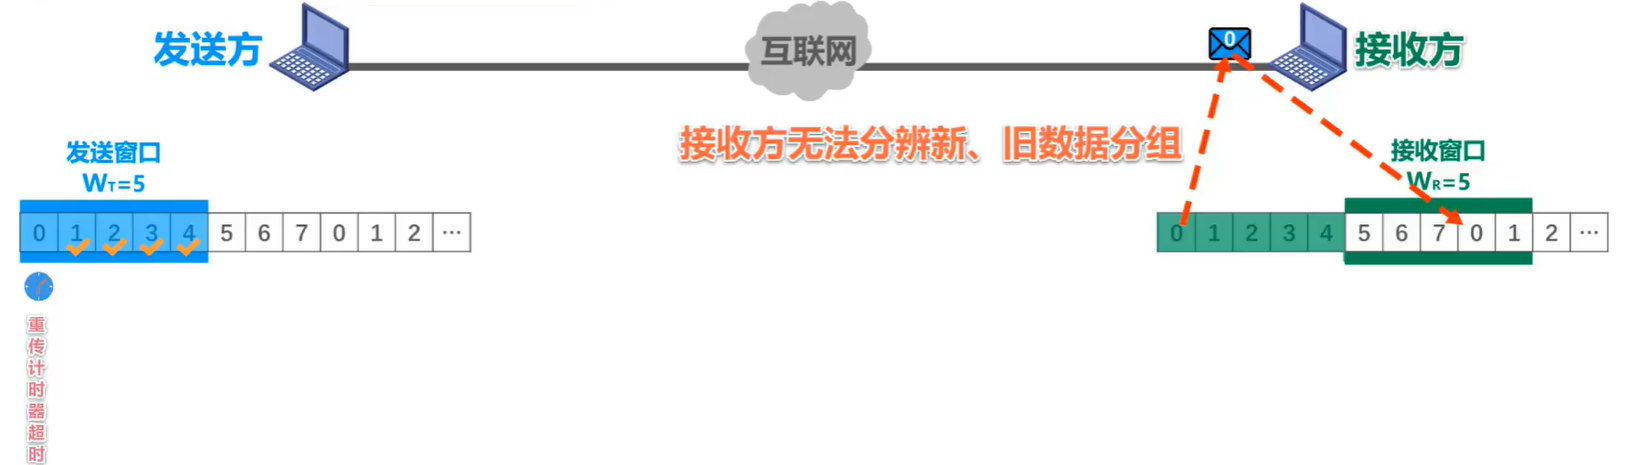 发送方
互联网
0
接收方
接收方无法分辨新、旧数据分组
发送窗口
WT=5
接收窗口
WR=5
0 1 2 3 4 5 6 7 0 1 2 ···
0 1 2 3 4 5 6 7 0 1 2 ···
重传计时器超时